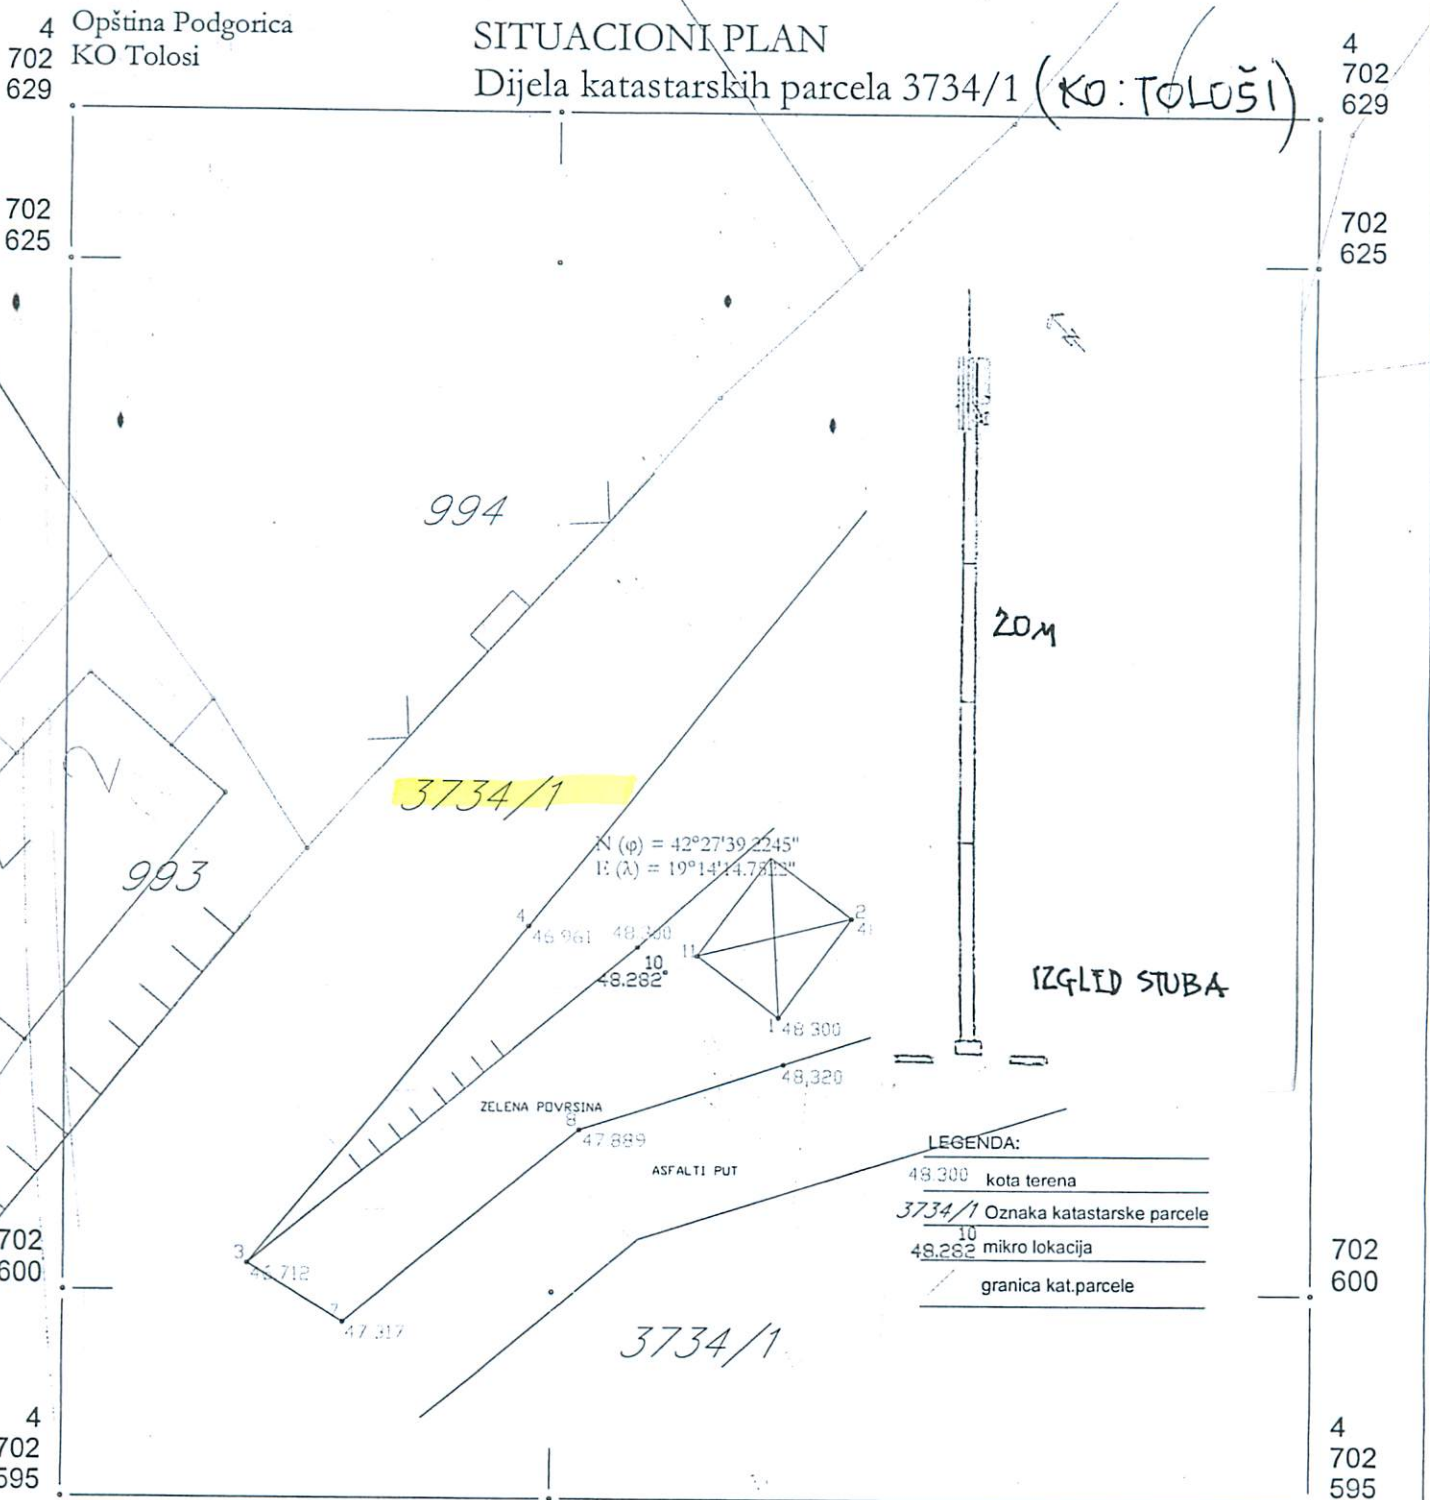 4
702
629
Opština Podgorica
KO Tolosi
SITUACIONI PLAN
Dijela katastarskih parcela 3734/1 (KO: TOLOŠI)
4
702
629
702
625
702
625
994
20M
2
3734/1
993
N (φ) = 42°27'39.2245"
E (λ) = 19°14'14.
4
46.961
48.300
10
48.282
11
2
1
48.300
IZGLED STUBA
48,320
ZELENA POVRSINA
8
47.889
ASFALTI PUT
LEGENDA:
48.300 kota terena
3734/1 Oznaka katastarske parcele
10
48.282 mikro lokacija
granica kat.parcele
702
600
3
7
47.317
3734/1
702
600
4
702
595
4
702
595